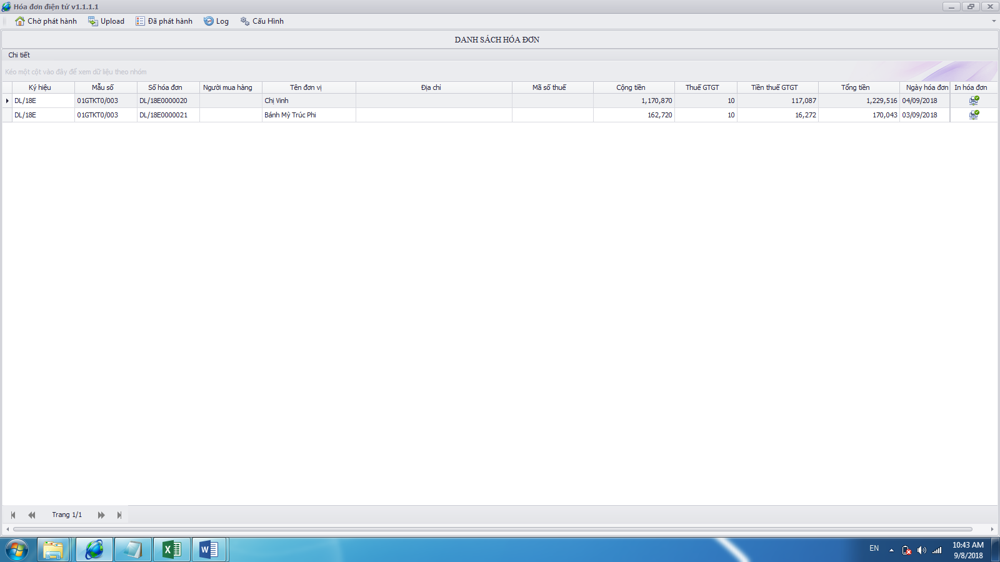 Hóa đơn điện tử v1.1.1.1
Chờ phát hành Upload Đã phát hành Log Cấu Hình
DANH SÁCH HÓA ĐƠN
Chi tiết
Kéo một cột vào đây để xem dữ liệu theo nhóm
Ký hiệu Mẫu số Số hóa đơn Người mua hàng Tên đơn vị Địa chỉ Mã số thuế Cộng tiền Thuế GTGT Tiền thuế GTGT Tổng tiền Ngày hóa đơn In hóa đơn
DL/18E 01GTKT0/003 DL/18E0000020 Chị Vinh 1,170,870 10 117,087 1,229,516 04/09/2018
DL/18E 01GTKT0/003 DL/18E0000021 Bánh Mỳ Trúc Phi 162,720 10 16,272 170,043 03/09/2018
Trang 1/1
EN 10:43 AM
9/8/2018